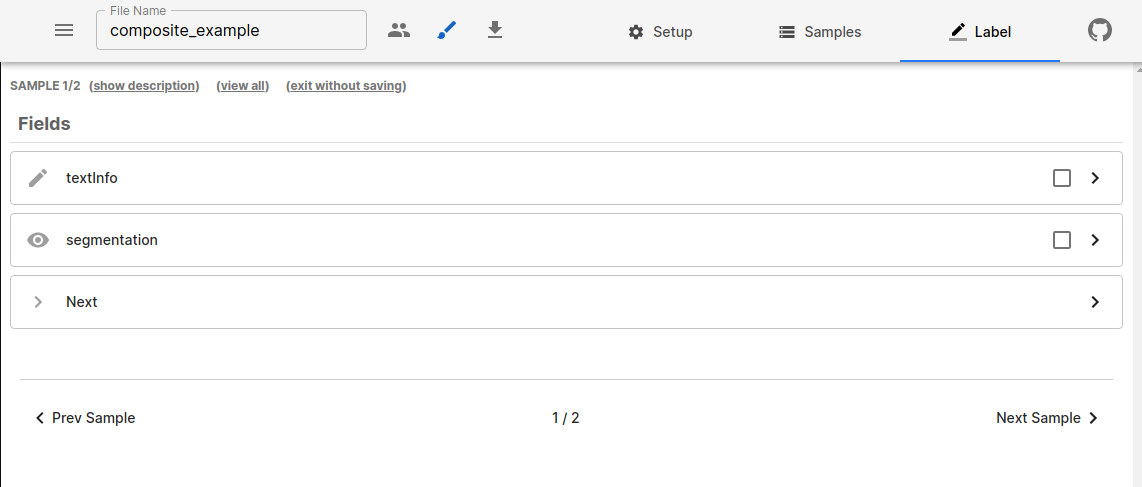 File Name
composite_example
Setup
Samples
Label
SAMPLE 1/2 (show description) (view all) (exit without saving)
Fields
textInfo
segmentation
Next
Prev Sample
1 / 2
Next Sample